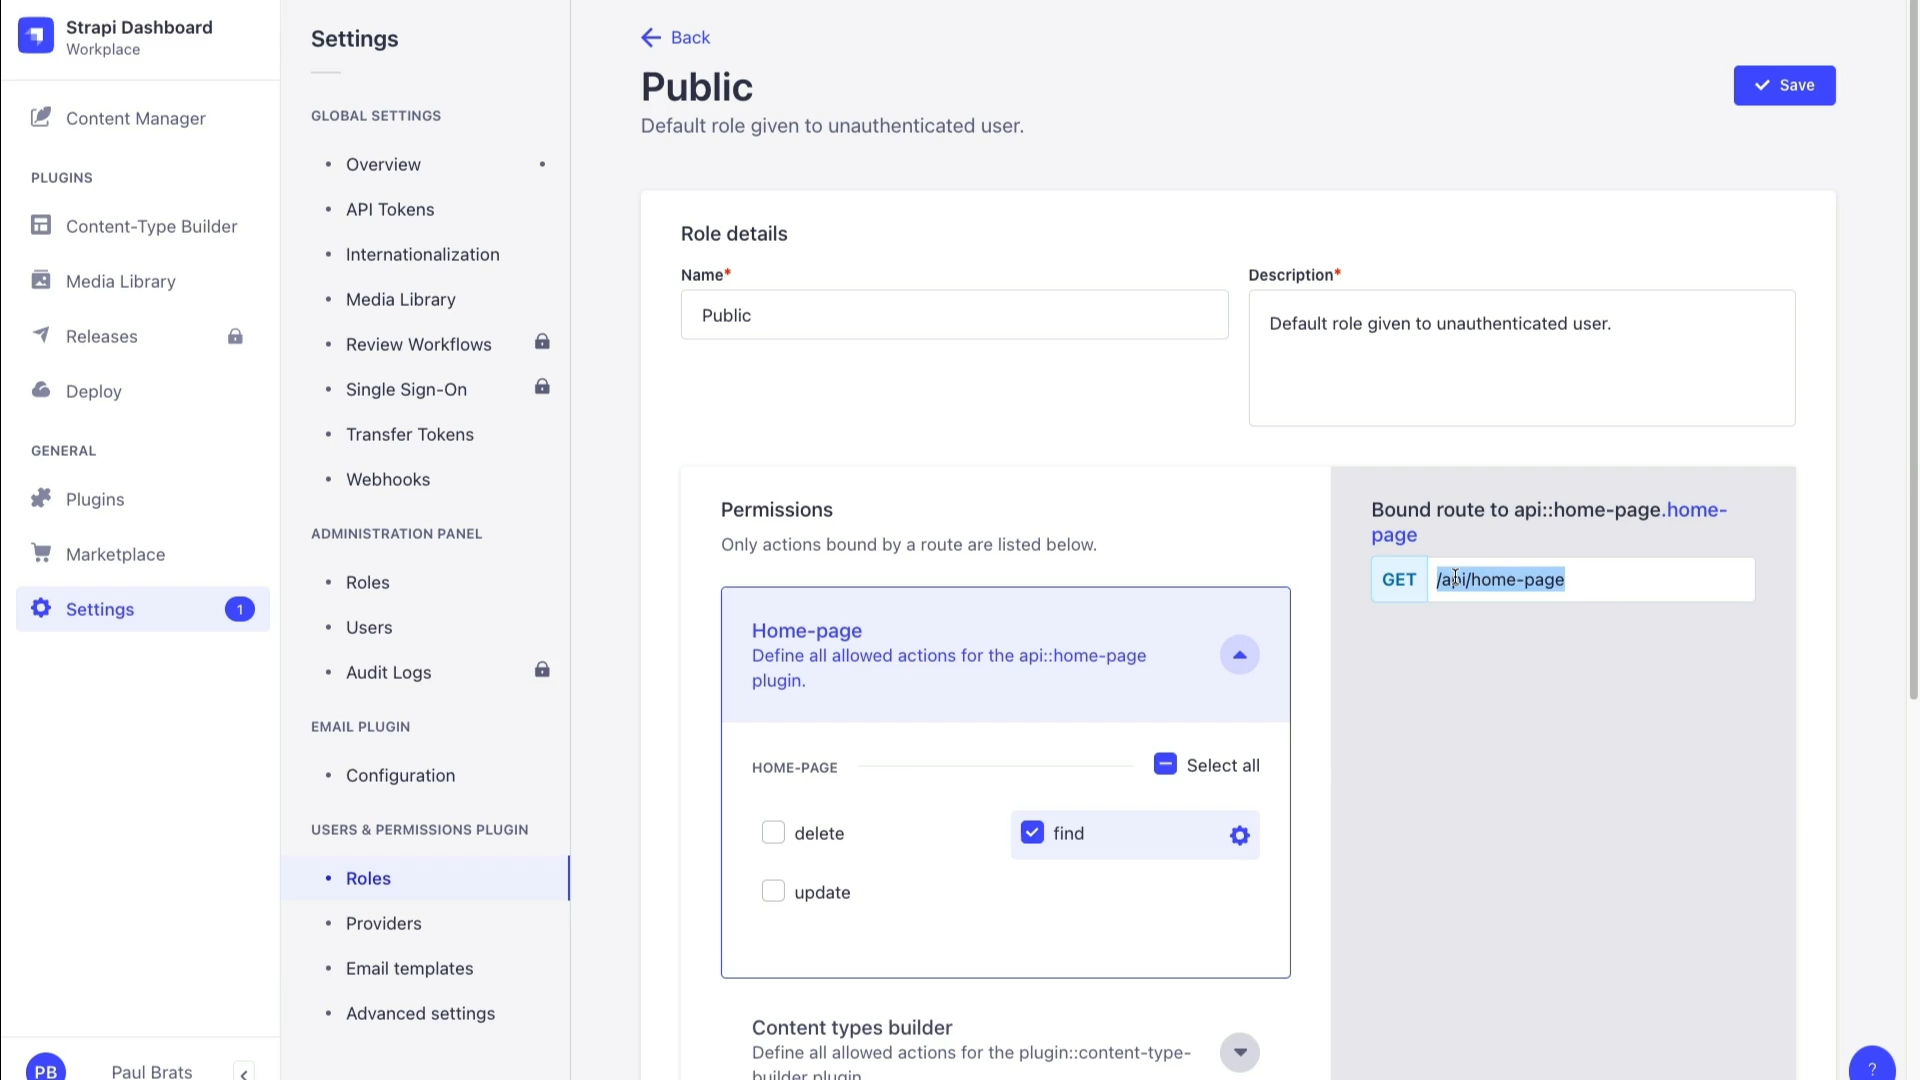 Strapi Dashboard
Workplace
Content Manager
PLUGINS
Content-Type Builder
Media Library
Releases
Deploy
GENERAL
Plugins
Marketplace
Settings
1
PB
Paul Brats
Settings
GLOBAL SETTINGS
Overview
API Tokens
Internationalization
Media Library
Review Workflows
Single Sign-On
Transfer Tokens
Webhooks
ADMINISTRATION PANEL
Roles
Users
Audit Logs
EMAIL PLUGIN
Configuration
USERS & PERMISSIONS PLUGIN
Roles
Providers
Email templates
Advanced settings
Back
Public
Default role given to unauthenticated user.
Save
Role details
Name*
Public
Description*
Default role given to unauthenticated user.
Permissions
Only actions bound by a route are listed below.
Home-page
Define all allowed actions for the api::home-page
plugin.
HOME-PAGE
Select all
delete
find
update
Content types builder
Define all allowed actions for the plugin::content-type-
builder plugin.
Bound route to api::home-page.home-
page
GET /api/home-page
?